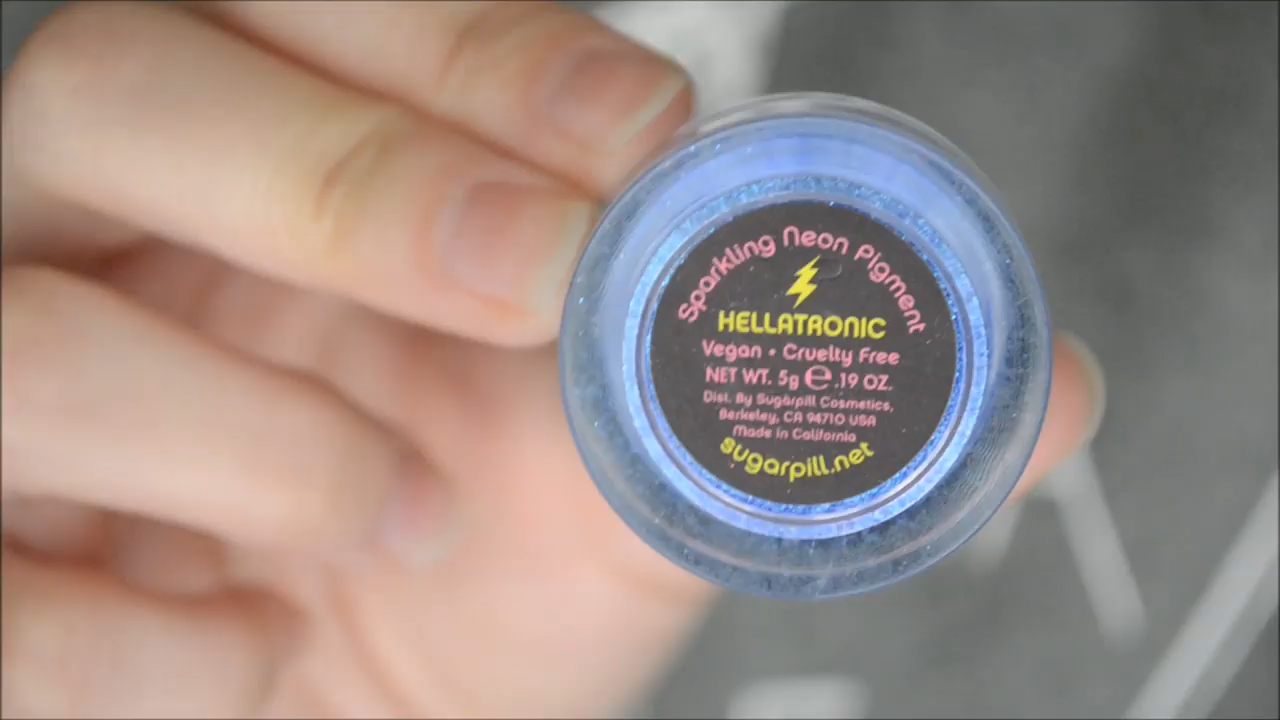 Sparkling Neon Pigment
HELLATRONIC
Vegan • Cruelty Free
NET WT. 5g ℮ .19 OZ.
Dist. By Sugarpill Cosmetics,
Berkeley, CA 94710 USA
Made in California
sugarpill.net